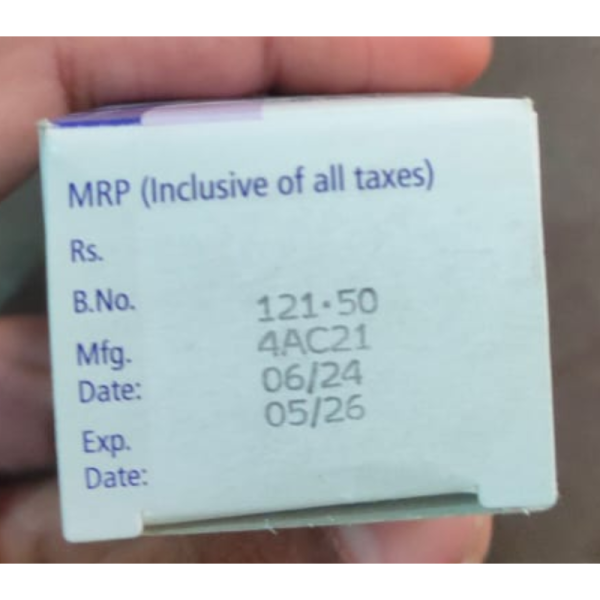 MRP (Inclusive of all taxes)
Rs.
B.No.
121.50
Mfg.
4AC21
Date:
06/24
05/26
Exp.
Date: